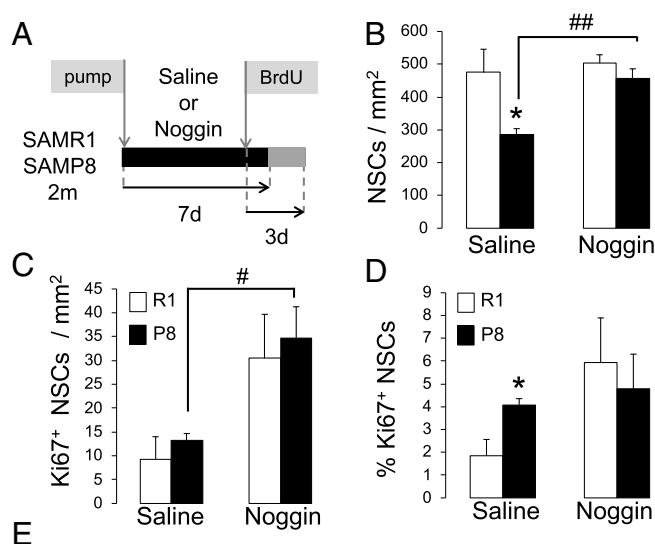 A
pump
Saline
or
Noggin
BrdU
SAMR1
SAMP8
2m
7d
3d
B
NSCs / mm²
600
500
400
300
200
100
0
*
##
Saline
Noggin
C
Ki67⁺ NSCs / mm²
45
40
35
30
25
20
15
10
5
0
R1
P8
#
Saline
Noggin
D
% Ki67⁺ NSCs
9
8
7
6
5
4
3
2
1
0
R1
P8
*
Saline
Noggin
E